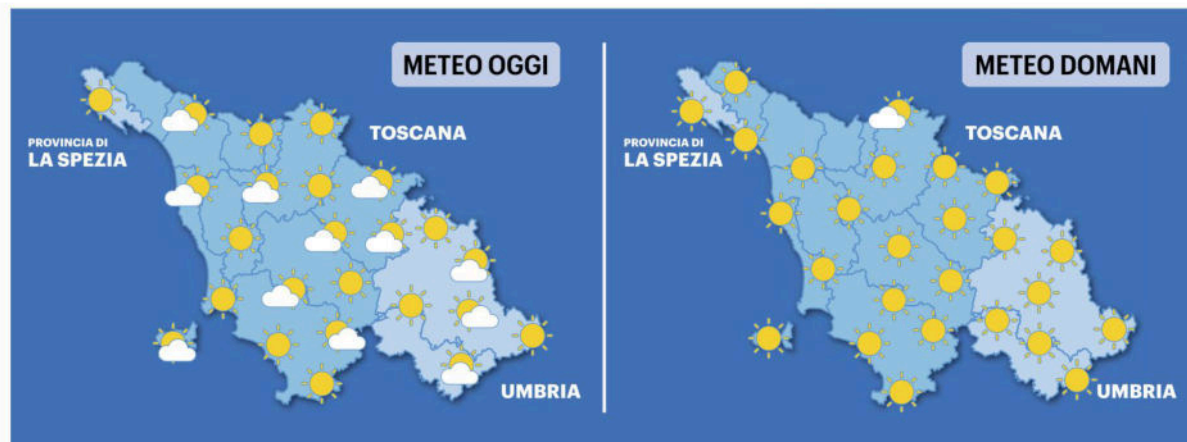 METEO OGGI
PROVINCIA DI
LA SPEZIA
TOSCANA
UMBRIA
METEO DOMANI
PROVINCIA DI
LA SPEZIA
TOSCANA
UMBRIA